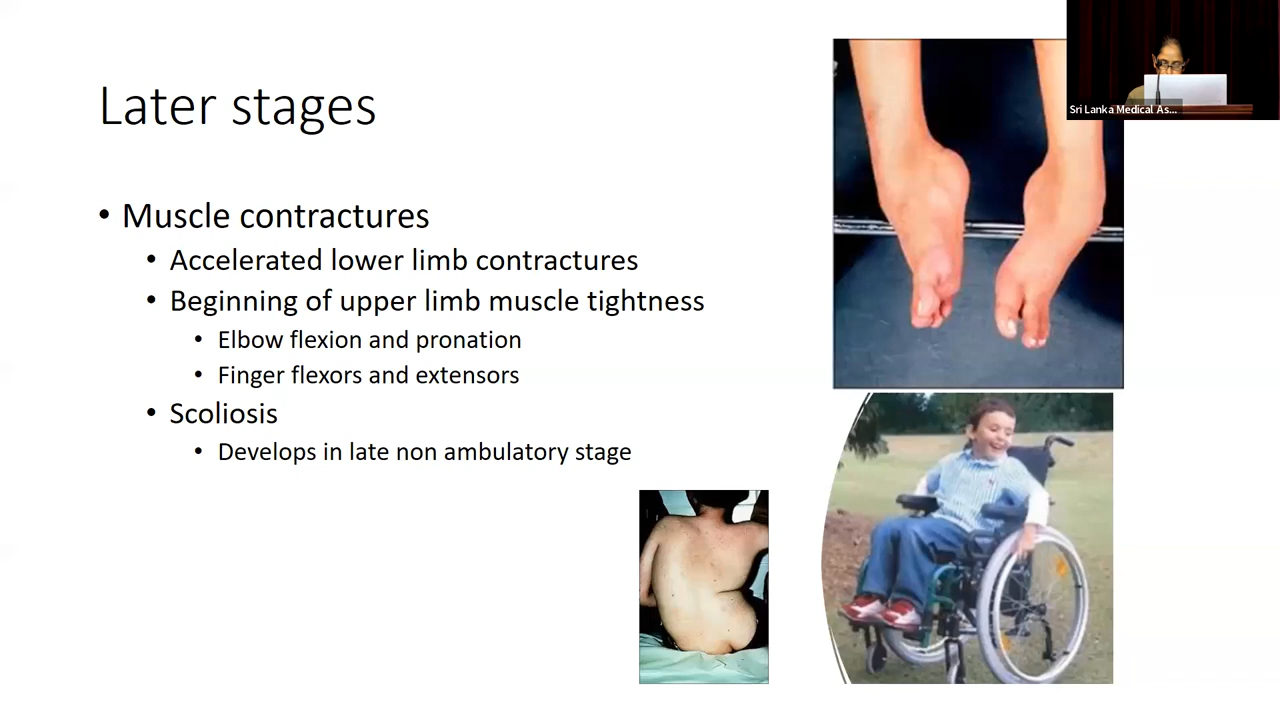 Later stages
• Muscle contractures
• Accelerated lower limb contractures
• Beginning of upper limb muscle tightness
• Elbow flexion and pronation
• Finger flexors and extensors
• Scoliosis
• Develops in late non ambulatory stage
Sri Lanka Medical As...